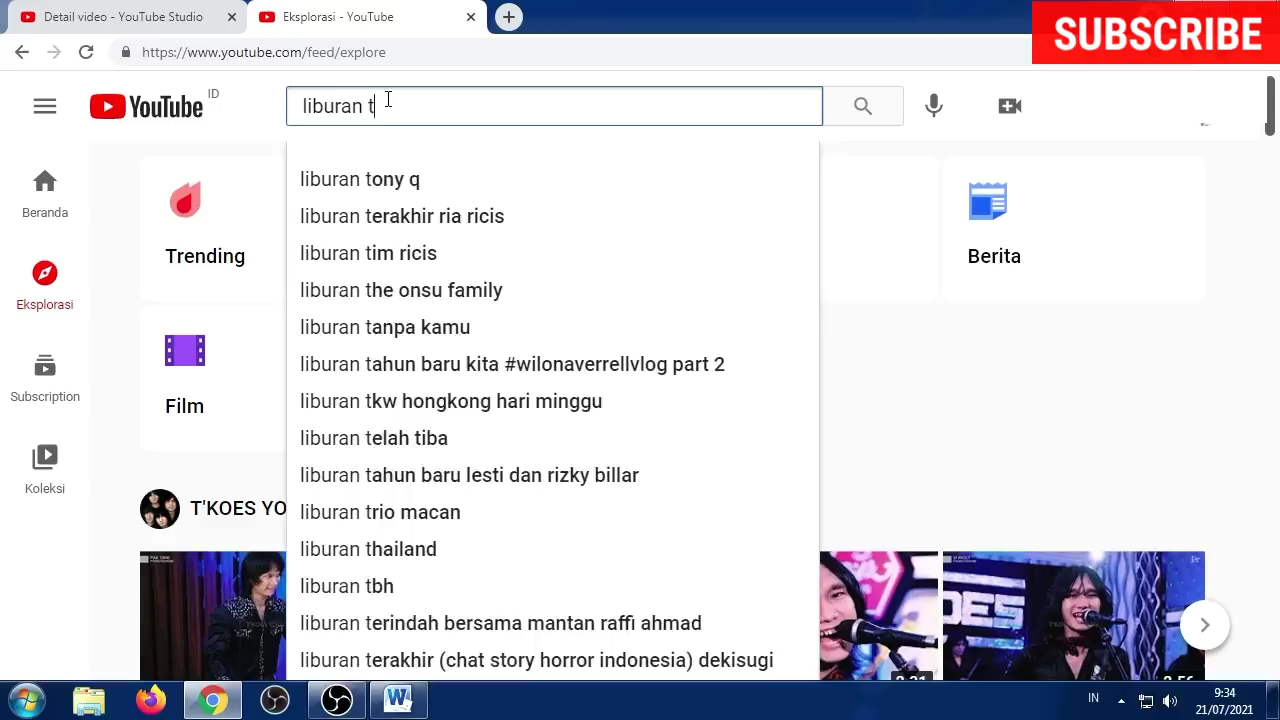 Detail video - YouTube Studio
Eksplorasi - YouTube
SUBSCRIBE
https://www.youtube.com/feed/explore
YouTube ID
liburan t
liburan tony q
liburan terakhir ria ricis
liburan tim ricis
liburan the onsu family
liburan tanpa kamu
liburan tahun baru kita #wilonaverrellvlog part 2
liburan tkw hongkong hari minggu
liburan telah tiba
liburan tahun baru lesti dan rizky billar
liburan trio macan
liburan thailand
liburan tbh
liburan terindah bersama mantan raffi ahmad
liburan terakhir (chat story horror indonesia) dekisugi
Beranda
Eksplorasi
Subscription
Koleksi
Trending
Berita
Film
T'KOES YO
IN
9:34
21/07/2021